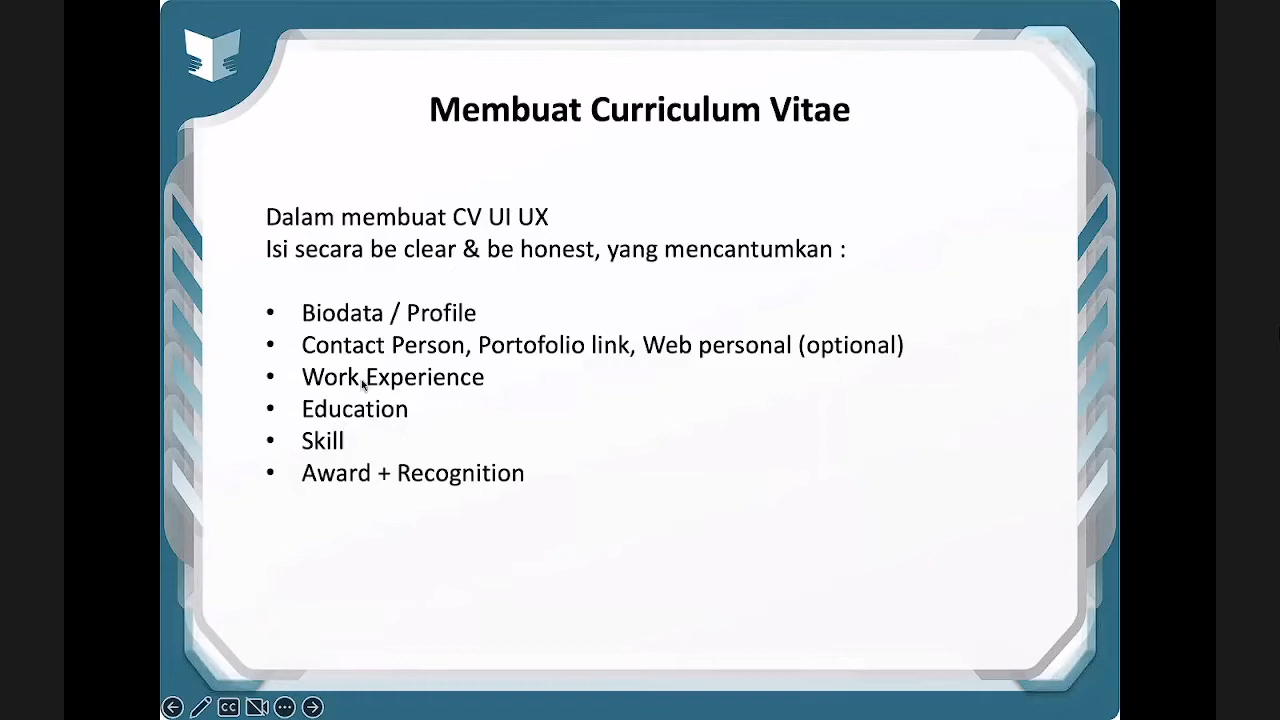 Membuat Curriculum Vitae
Dalam membuat CV UI UX
Isi secara be clear & be honest, yang mencantumkan :
• Biodata / Profile
• Contact Person, Portofolio link, Web personal (optional)
• Work Experience
• Education
• Skill
• Award + Recognition
CC